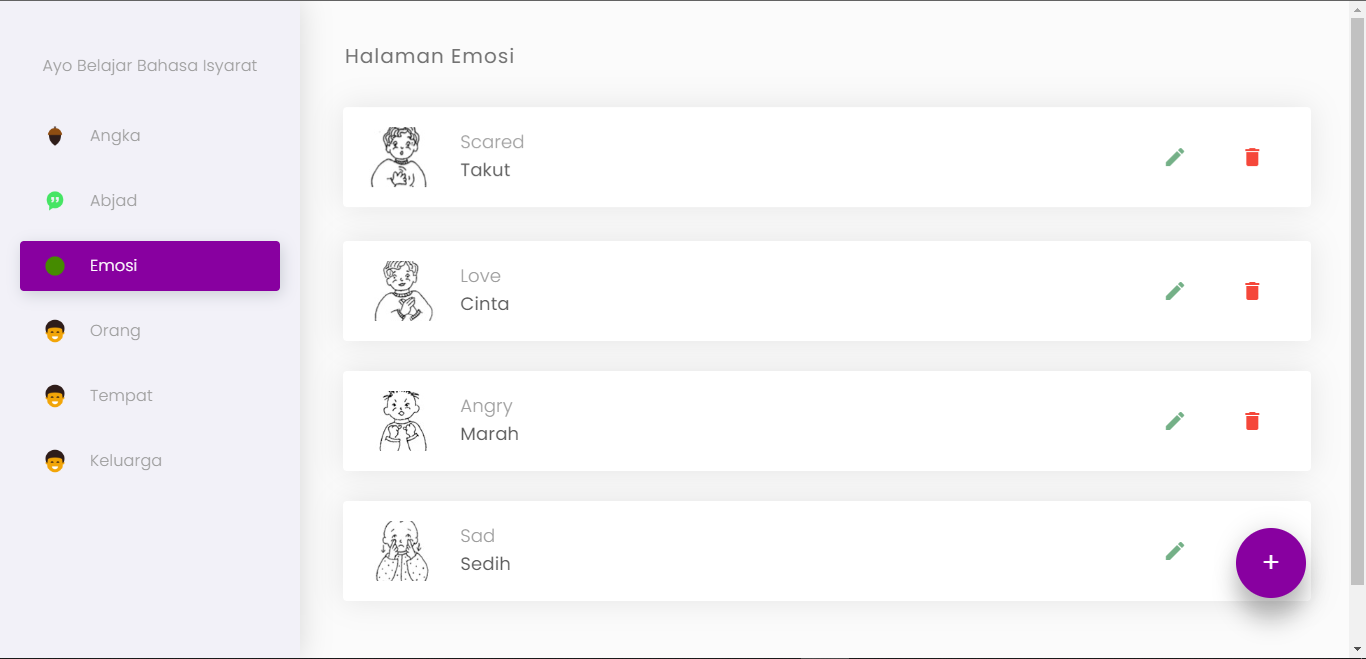 Ayo Belajar Bahasa Isyarat
Angka
Abjad
Emosi
Orang
Tempat
Keluarga
Halaman Emosi
Scared
Takut
Love
Cinta
Angry
Marah
Sad
Sedih
+